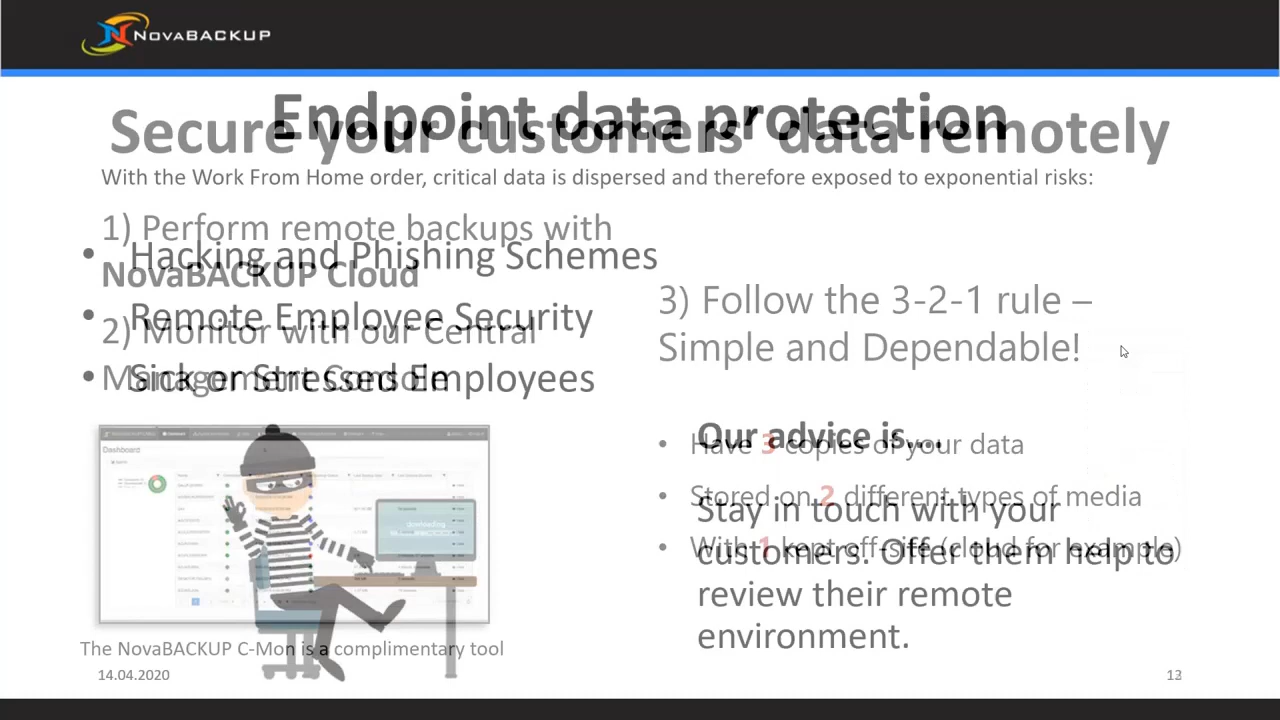 NovaBACKUP
Endpoint data protection
Secure your customers' data remotely
With the Work From Home order, critical data is dispersed and therefore exposed to exponential risks:
1) Perform remote backups with
NovaBACKUP Cloud
2) Monitor with our Central
Management Console
• Hacking and Phishing Schemes
• Remote Employee Security
• Sick or Stressed Employees
3) Follow the 3-2-1 rule –
Simple and Dependable!
• Have 3 copies of your data
• Stored on 2 different types of media
• With 1 kept off-site (cloud for example)
Our advice is....
Stay in touch with your
customers. Offer them help to
review their remote
environment.
Dashboard
downloading
The NovaBACKUP C-Mon is a complimentary tool
14.04.2020